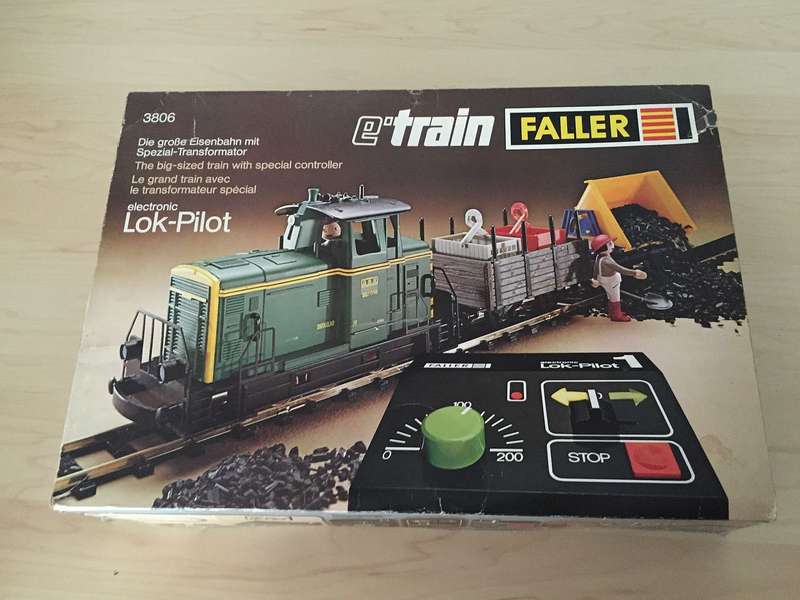 3806
e-train FALLER
Die große Eisenbahn mit
Spezial-Transformator
The big-sized train with special controller
Le grand train avec
le transformateur spécial
electronic
Lok-Pilot
FALLER
electronic
Lok-Pilot 1
0
100
200
0
STOP